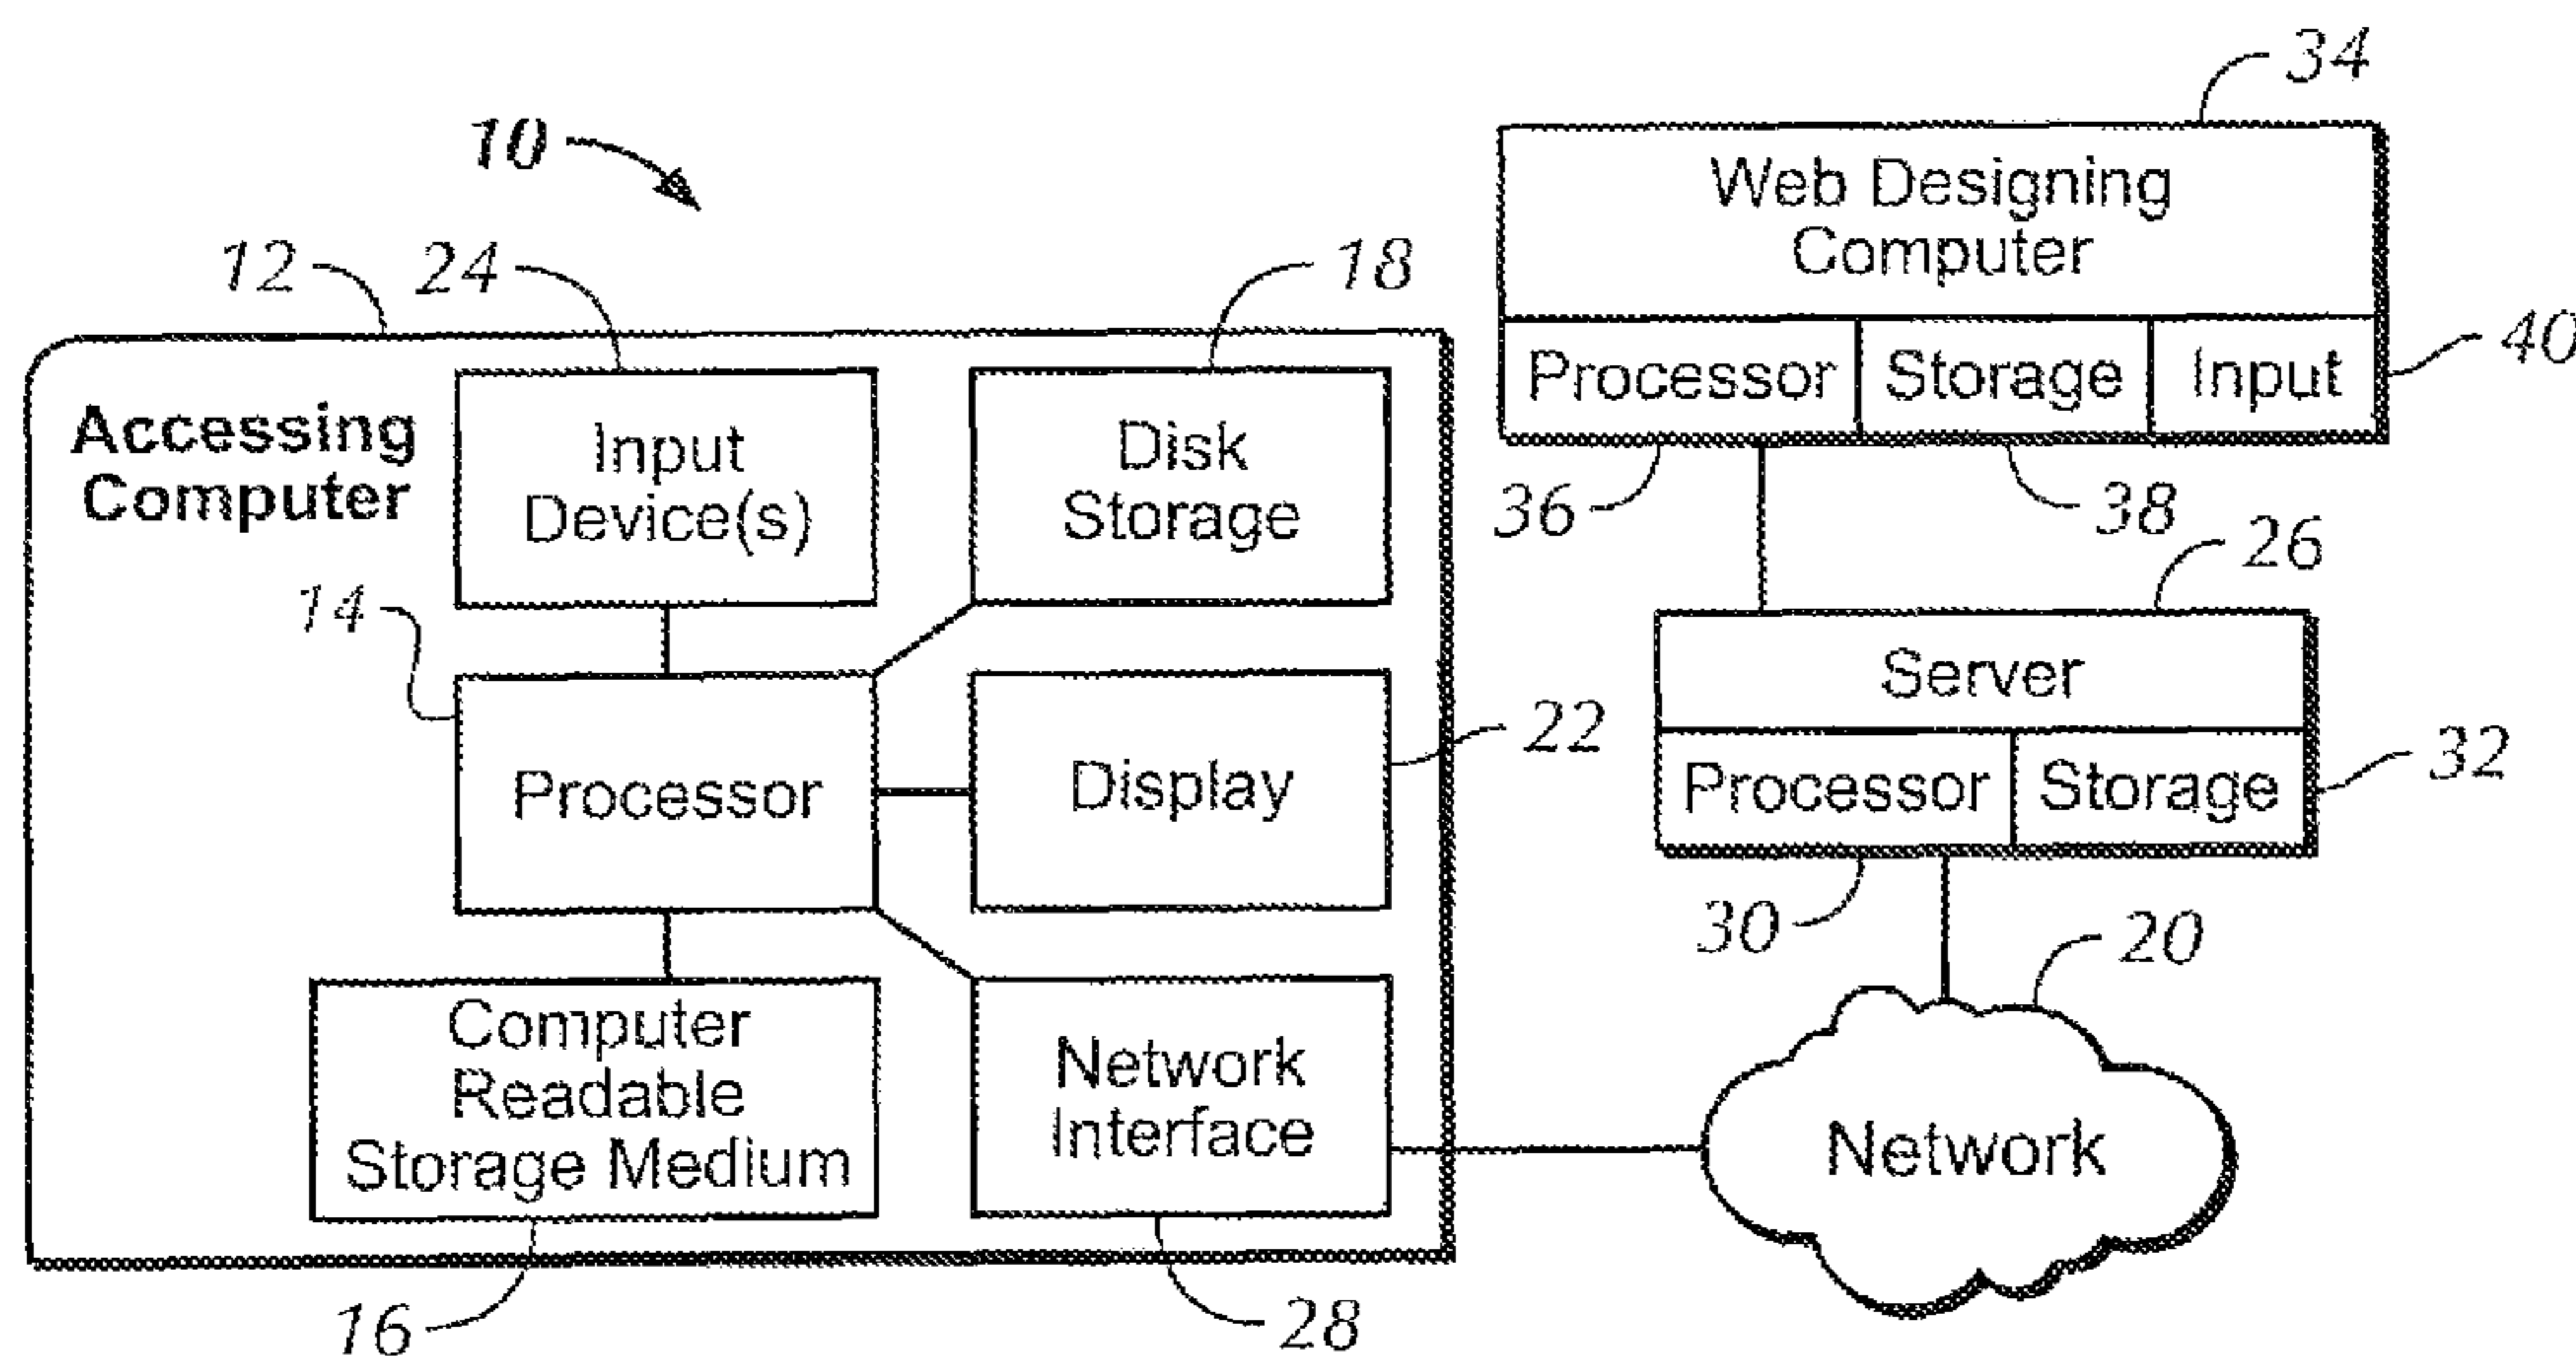 10
12
24
18
Accessing
Computer
Input
Device(s)
Disk
Storage
14
Processor
Display
22
Computer
Readable
Storage Medium
Network
Interface
16
28
34
Web Designing
Computer
Processor Storage Input
40
36
38
26
Server
Processor Storage
32
30
20
Network